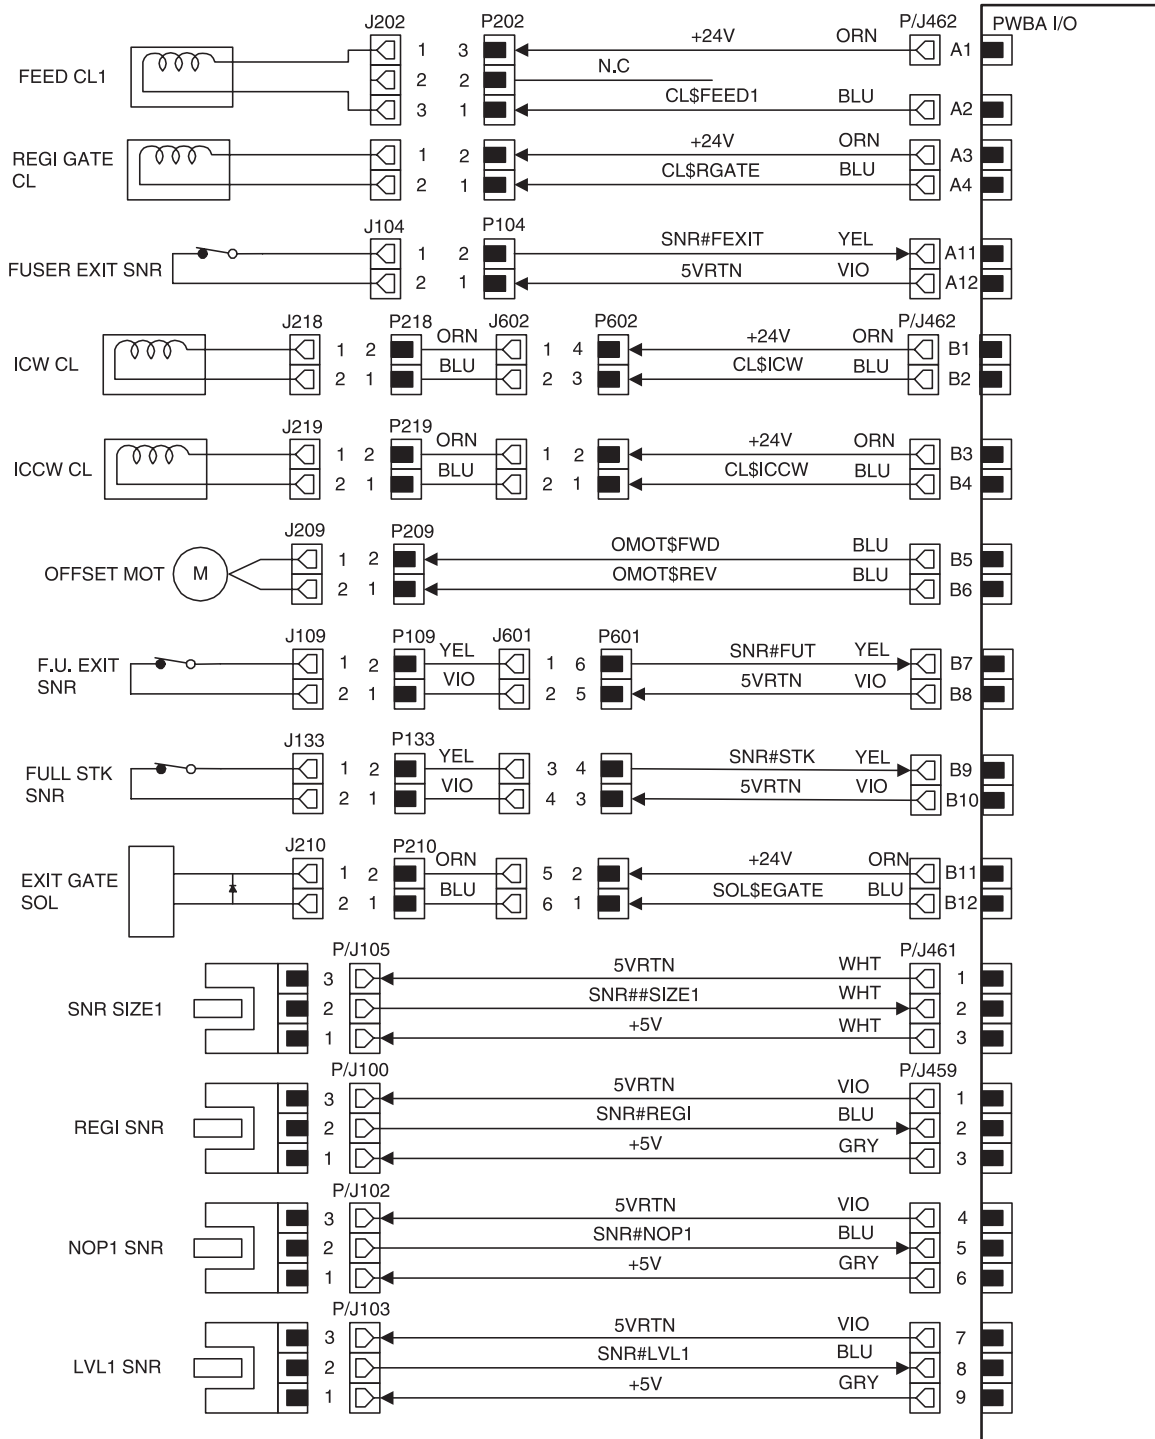 J202 P202 P/J462 PWBA I/O
FEED CL1 1 3 +24V ORN A1
2 2 N.C
3 1 CL$FEED1 BLU A2
REGI GATE CL 1 2 +24V ORN A3
2 1 CL$RGATE BLU A4
J104 P104
FUSER EXIT SNR 1 2 SNR#FEXIT YEL A11
2 1 5VRTN VIO A12
J218 P218 J602 P602 P/J462
ICW CL 1 2 ORN 1 4 +24V ORN B1
2 1 BLU 2 3 CL$ICW BLU B2
J219 P219
ICCW CL 1 2 ORN 1 2 +24V ORN B3
2 1 BLU 2 1 CL$ICCW BLU B4
J209 P209
OFFSET MOT M 1 2 OMOT$FWD BLU B5
2 1 OMOT$REV BLU B6
J109 P109 J601 P601
F.U. EXIT SNR 1 2 YEL 1 6 SNR#FUT YEL B7
2 1 VIO 2 5 5VRTN VIO B8
J133 P133
FULL STK SNR 1 2 YEL 3 4 SNR#STK YEL B9
2 1 VIO 4 3 5VRTN VIO B10
J210 P210
EXIT GATE SOL 1 2 ORN 5 2 +24V ORN B11
2 1 BLU 6 1 SOL$EGATE BLU B12
P/J105 P/J461
3 5VRTN WHT 1
SNR SIZE1 2 SNR##SIZE1 WHT 2
1 +5V WHT 3
P/J100 P/J459
3 5VRTN VIO 1
REGI SNR 2 SNR#REGI BLU 2
1 +5V GRY 3
P/J102
3 5VRTN VIO 4
NOP1 SNR 2 SNR#NOP1 BLU 5
1 +5V GRY 6
P/J103
3 5VRTN VIO 7
LVL1 SNR 2 SNR#LVL1 BLU 8
1 +5V GRY 9